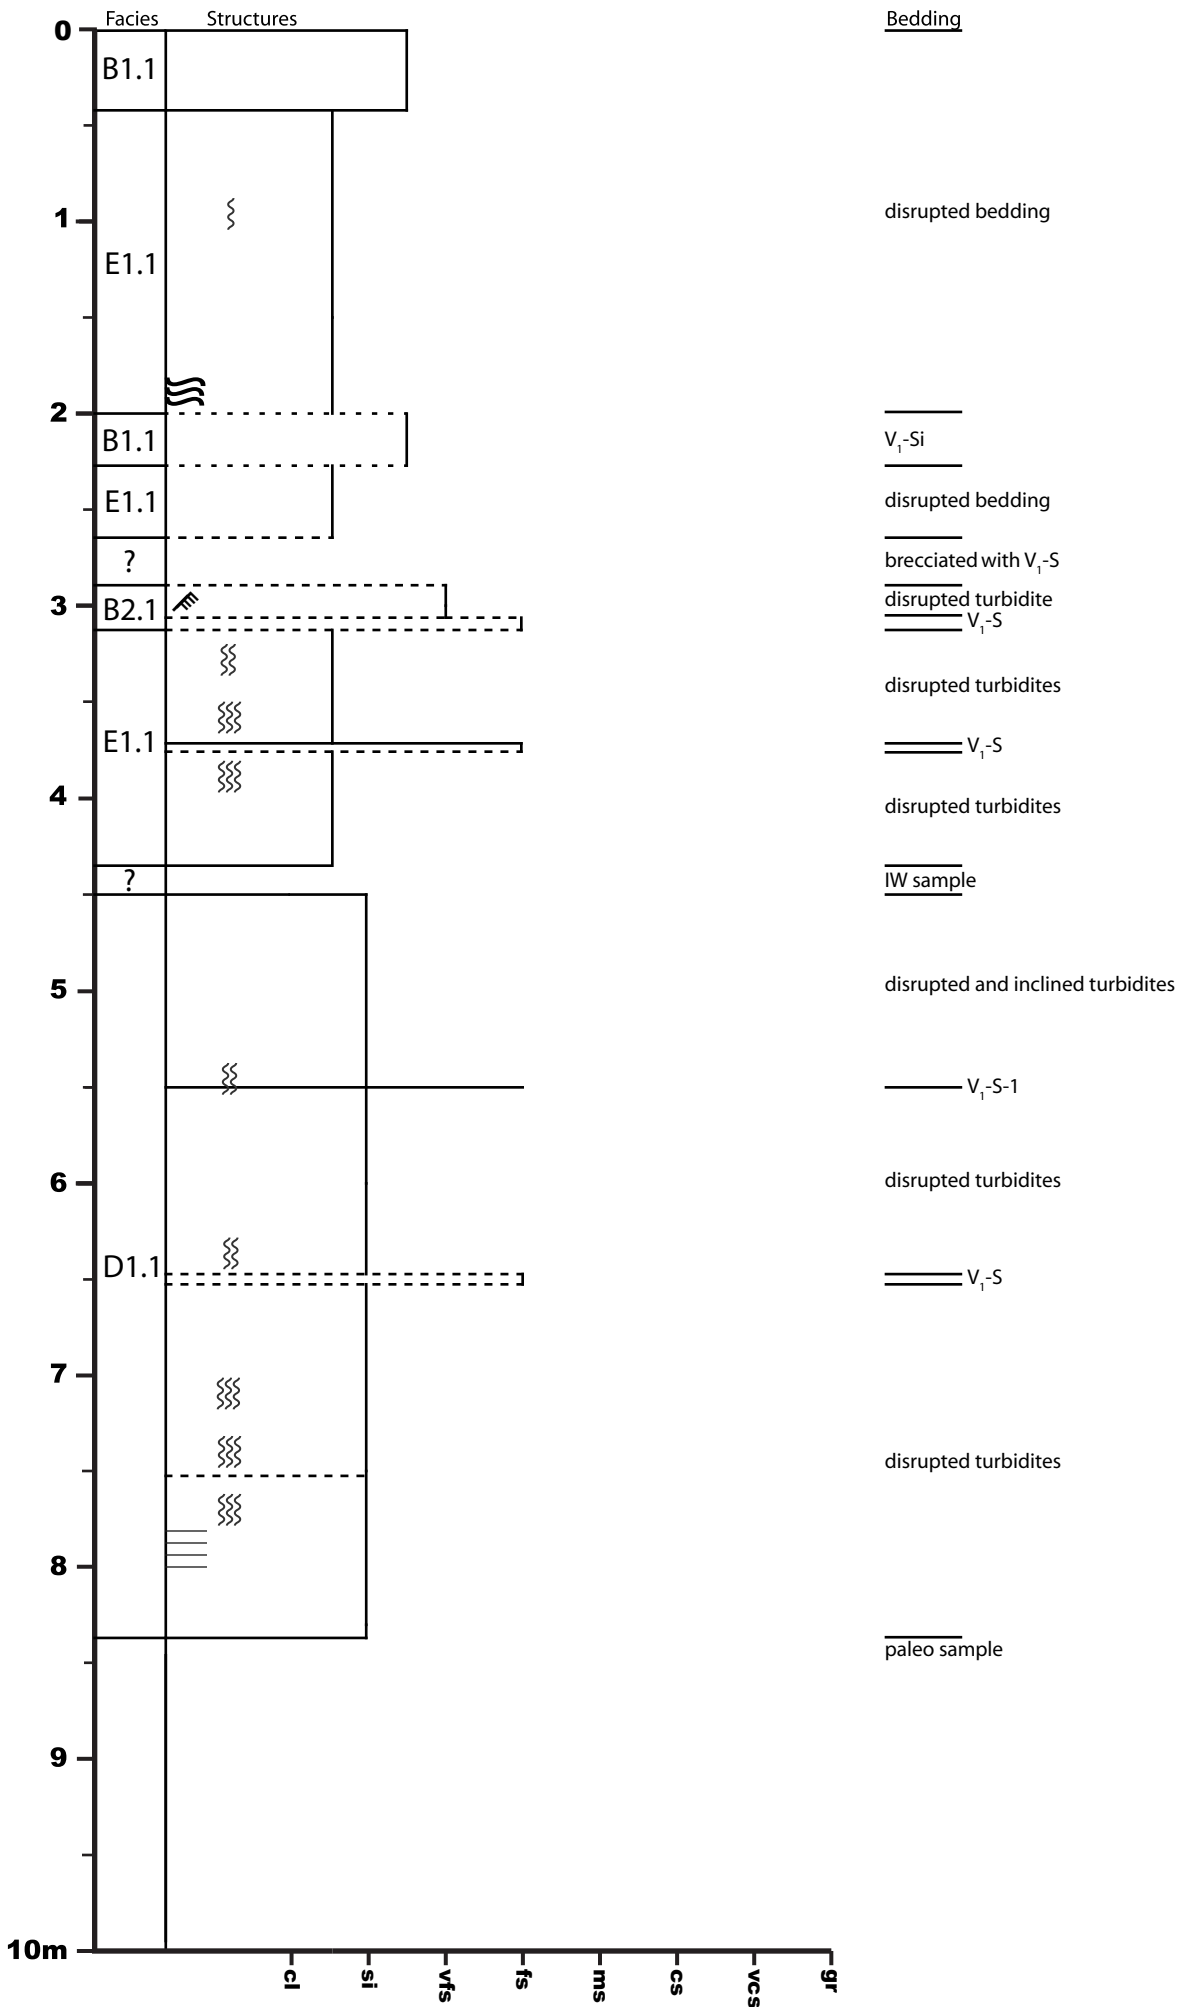 Facies Structures Bedding
0
B1.1
1
disrupted bedding
E1.1
2
B1.1
V₁-Si
E1.1
disrupted bedding
?
brecciated with V₁-S
3
B2.1
disrupted turbidite
V₁-S
disrupted turbidites
E1.1
V₁-S
4
disrupted turbidites
?
IW sample
5
disrupted and inclined turbidites
V₁-S-1
6
disrupted turbidites
D1.1
V₁-S
7
disrupted turbidites
8
paleo sample
9
10m
cl si vfs fs ms cs vcs gr